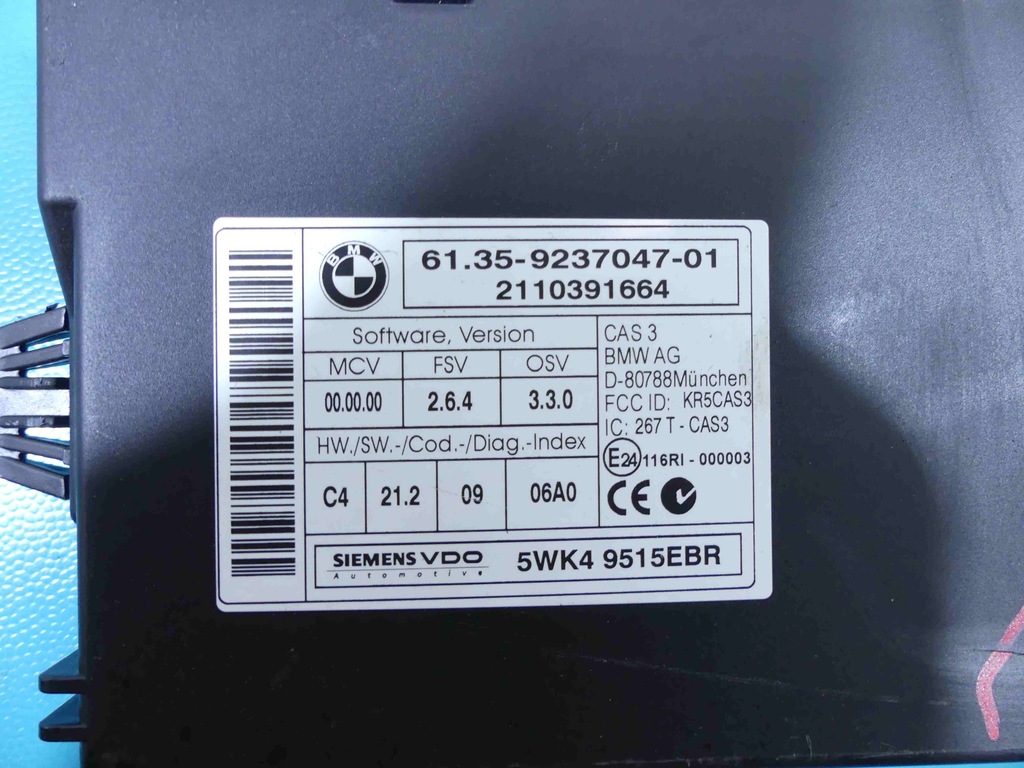 BMW
61.35-9237047-01
2110391664
Software, Version
MCV FSV OSV
00.00.00 2.6.4 3.3.0
HW./SW.-/Cod.-/Diag.-Index
C4 21.2 09 06A0
CAS 3
BMW AG
D-80788München
FCC ID: KR5CAS3
IC: 267 T - CAS3
E24 116RI - 000003
CE
SIEMENS VDO
Automotive
5WK4 9515EBR